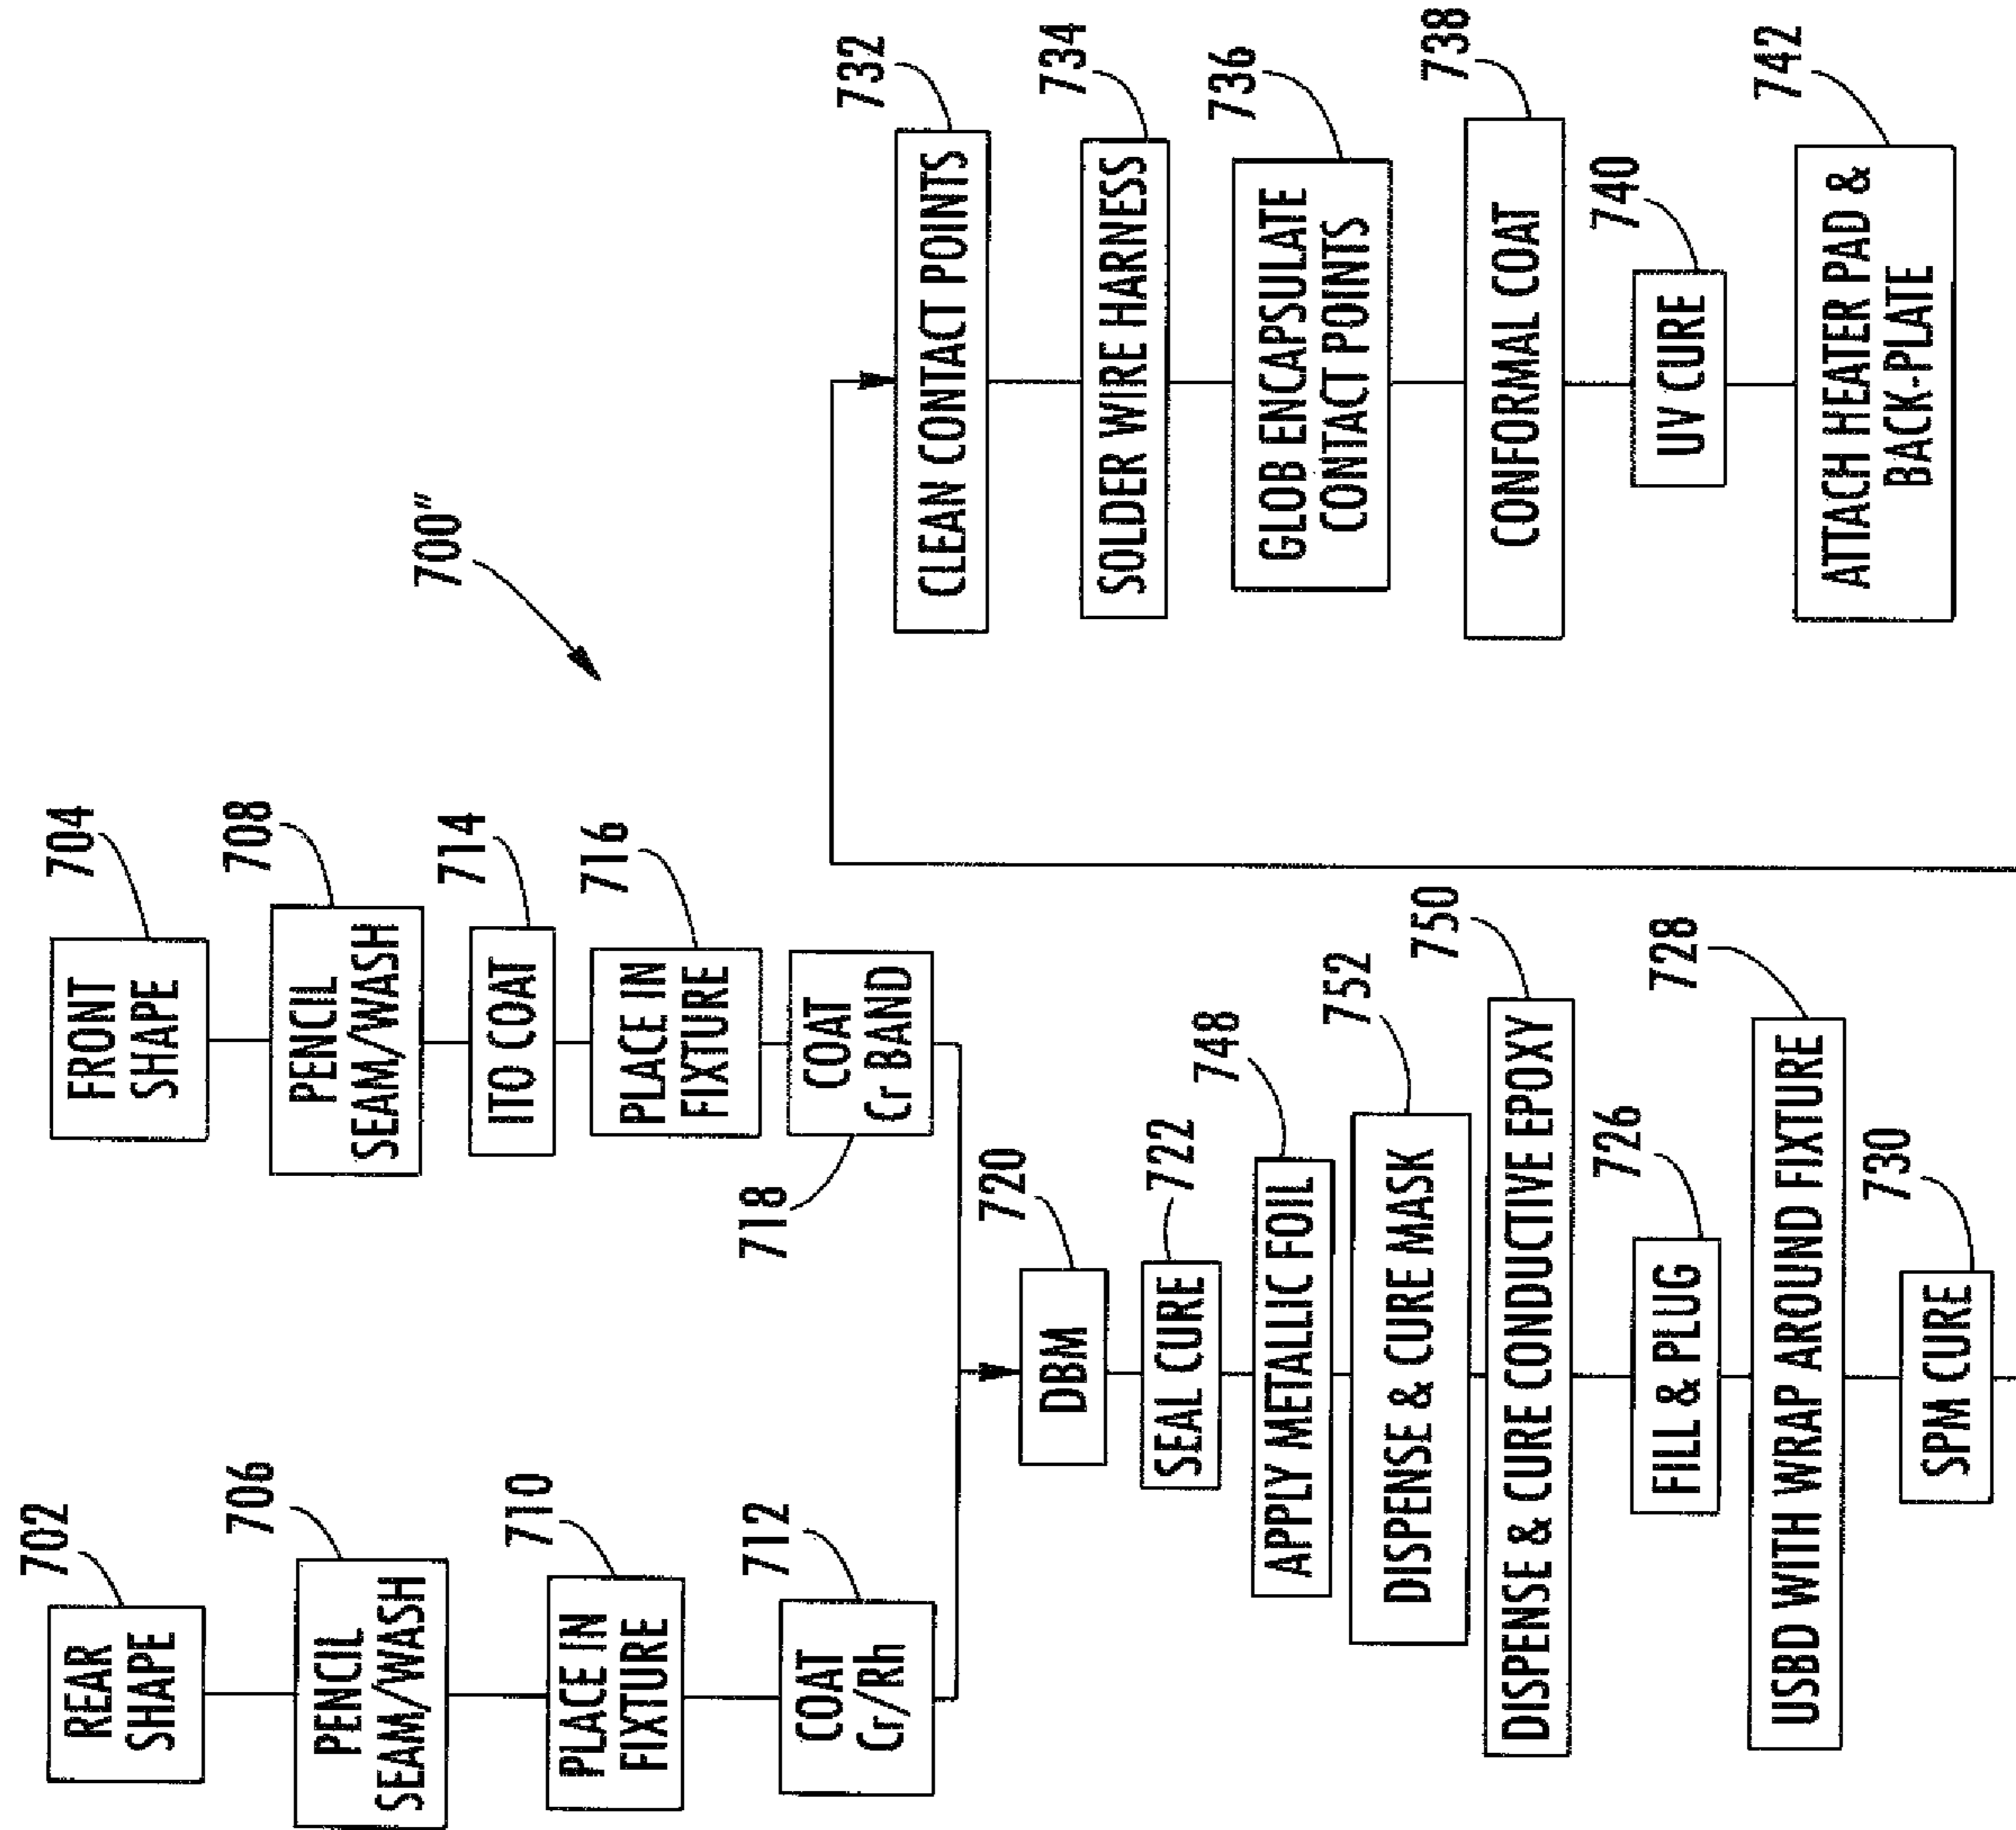 700"
702
REAR
SHAPE
706
PENCIL
SEAM/WASH
710
PLACE IN
FIXTURE
712
COAT
Cr/Rh
704
FRONT
SHAPE
708
PENCIL
SEAM/WASH
714
ITO COAT
716
PLACE IN
FIXTURE
718
COAT
Cr BAND
720
DBM
722
SEAL CURE
748
APPLY METALLIC FOIL
752
DISPENSE & CURE MASK
750
DISPENSE & CURE CONDUCTIVE EPOXY
726
FILL & PLUG
728
USBD WITH WRAP AROUND FIXTURE
730
SPM CURE
732
CLEAN CONTACT POINTS
734
SOLDER WIRE HARNESS
736
GLOB ENCAPSULATE
CONTACT POINTS
738
CONFORMAL COAT
740
UV CURE
742
ATTACH HEATER PAD &
BACK-PLATE